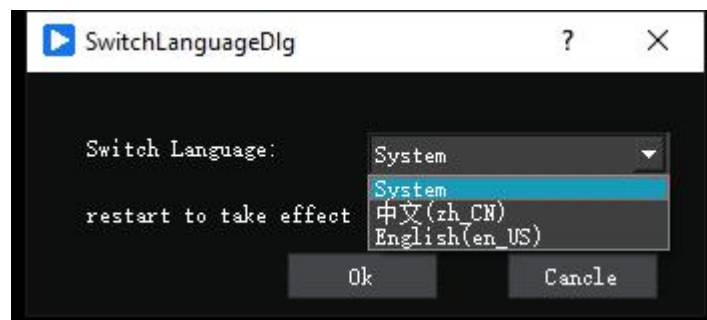 SwitchLanguageDlg ? ×
Switch Language: System
System
restart to take effect 中文(zh_CN)
English(en_US)
Ok Cancle